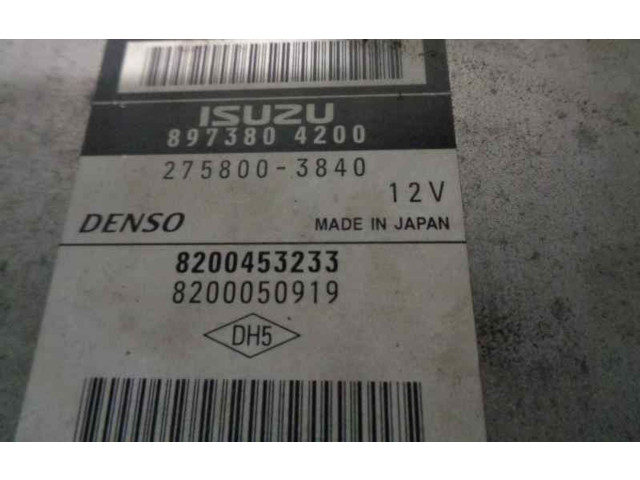 ISUZU
897380 4200
275800-3840
12V
DENSO MADE IN JAPAN
8200453233
8200050919
DH5